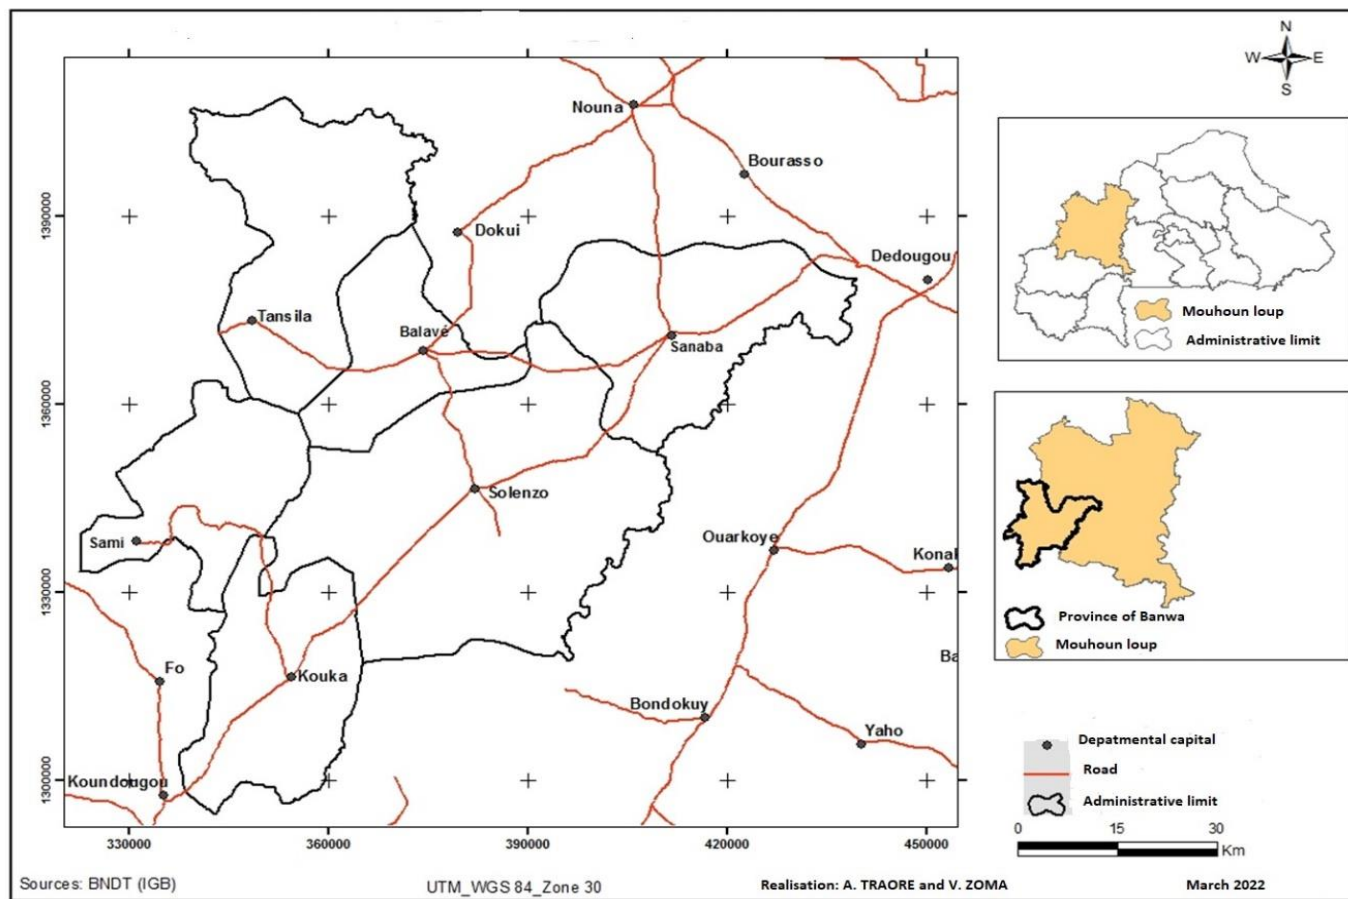 N
W E
S
Nouna
Bourasso
1390000
Dokui
Dedougou
Tansila
Balavé
Sanaba
1360000
Solenzo
Sami
Ouarkoye
Konak
1330000
Fo
Kouka
Ba
Bondokuy
Yaho
Koundougou
1300000
330000 360000 390000 420000 450000
Mouhoun loup
Administrative limit
Province of Banwa
Mouhoun loup
Depatmental capital
Road
Administrative limit
0 15 30
Km
Sources: BNDT (IGB) UTM_WGS 84_Zone 30 Realisation: A. TRAORE and V. ZOMA March 2022